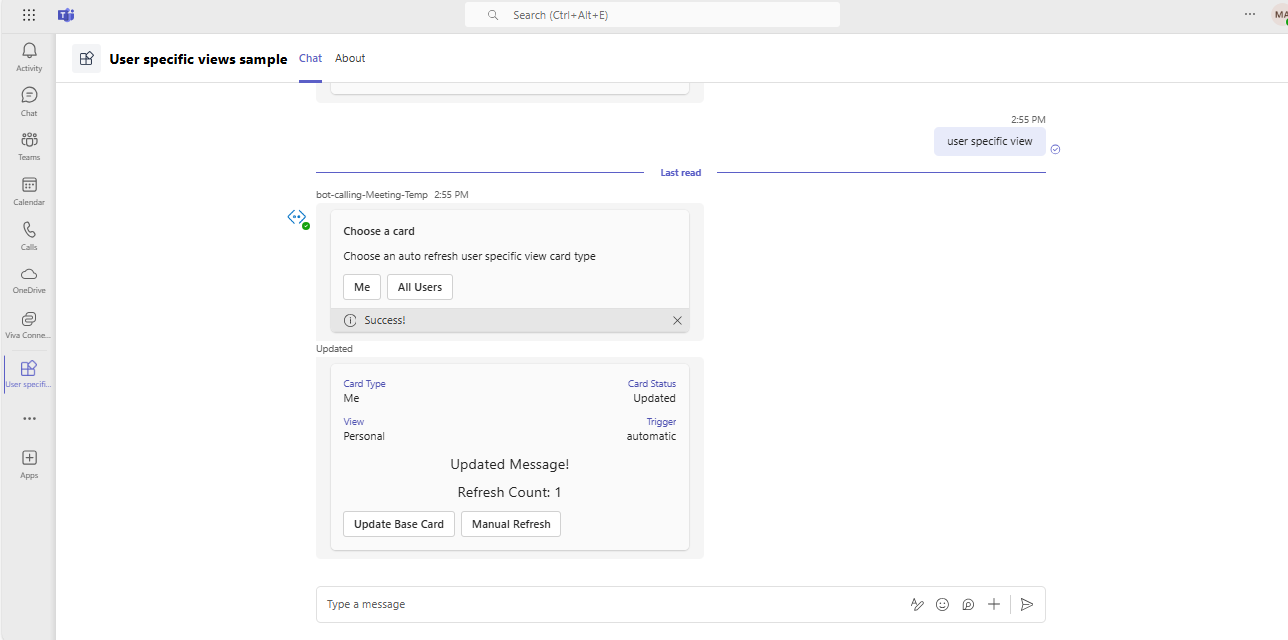 Search (Ctrl+Alt+E)
MA
Activity
Chat
Teams
Calendar
Calls
OneDrive
Viva Conne...
User specifi...
Apps
User specific views sample
Chat
About
2:55 PM
user specific view
Last read
bot-calling-Meeting-Temp 2:55 PM
Choose a card
Choose an auto refresh user specific view card type
Me
All Users
Success!
Updated
Card Type
Card Status
Me
Updated
View
Trigger
Personal
automatic
Updated Message!
Refresh Count: 1
Update Base Card
Manual Refresh
Type a message